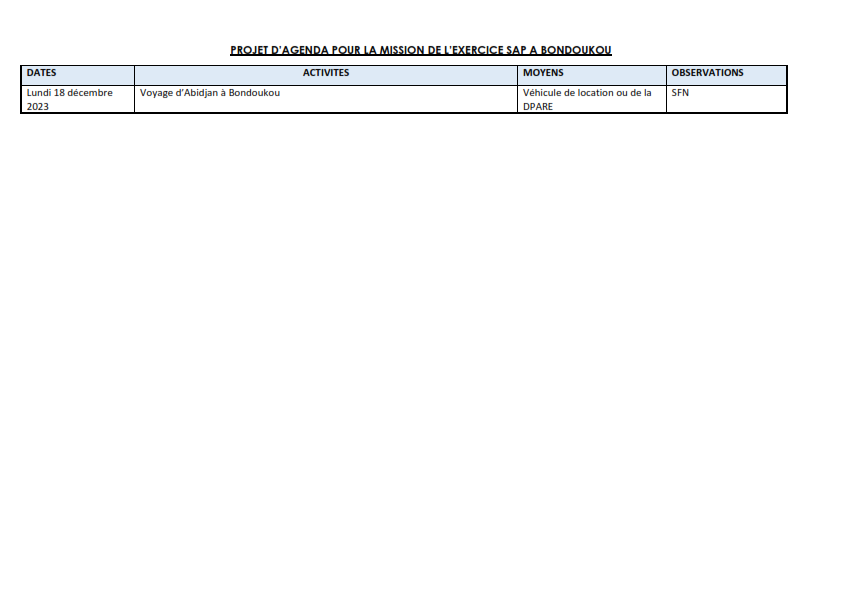 PROJET D'AGENDA POUR LA MISSION DE L'EXERCICE SAP A BONDOUKOU
DATES ACTIVITES MOYENS OBSERVATIONS
Lundi 18 décembre Voyage d'Abidjan à Bondoukou Véhicule de location ou de la SFN
2023 DPARE